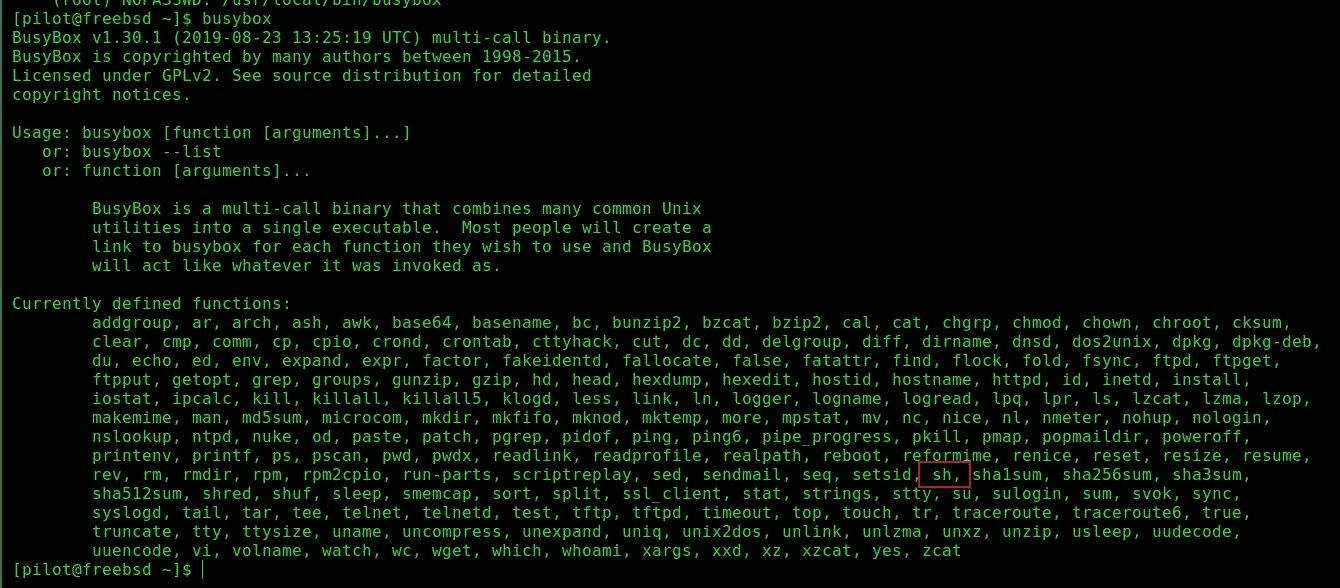 (root) NOPASSWD: /usr/local/bin/busybox
[pilot@freebsd ~]$ busybox
BusyBox v1.30.1 (2019-08-23 13:25:19 UTC) multi-call binary.
BusyBox is copyrighted by many authors between 1998-2015.
Licensed under GPLv2. See source distribution for detailed
copyright notices.

Usage: busybox [function [arguments]...]
   or: busybox --list
   or: function [arguments]...

        BusyBox is a multi-call binary that combines many common Unix
        utilities into a single executable.  Most people will create a
        link to busybox for each function they wish to use and BusyBox
        will act like whatever it was invoked as.

Currently defined functions:
        addgroup, ar, arch, ash, awk, base64, basename, bc, bunzip2, bzcat, bzip2, cal, cat, chgrp, chmod, chown, chroot, cksum,
        clear, cmp, comm, cp, cpio, crond, crontab, cttyhack, cut, dc, dd, delgroup, diff, dirname, dnsd, dos2unix, dpkg, dpkg-deb,
        du, echo, ed, env, expand, expr, factor, fakeidentd, fallocate, false, fatattr, find, flock, fold, fsync, ftpd, ftpget,
        ftpput, getopt, grep, groups, gunzip, gzip, hd, head, hexdump, hexedit, hostid, hostname, httpd, id, inetd, install,
        iostat, ipcalc, kill, killall, killall5, klogd, less, link, ln, logger, logname, logread, lpq, lpr, ls, lzcat, lzma, lzop,
        makemime, man, md5sum, microcom, mkdir, mkfifo, mknod, mktemp, more, mpstat, mv, nc, nice, nl, nmeter, nohup, nologin,
        nslookup, ntpd, nuke, od, paste, patch, pgrep, pidof, ping, ping6, pipe_progress, pkill, pmap, popmaildir, poweroff,
        printenv, printf, ps, pscan, pwd, pwdx, readlink, readprofile, realpath, reboot, reformime, renice, reset, resize, resume,
        rev, rm, rmdir, rpm, rpm2cpio, run-parts, scriptreplay, sed, sendmail, seq, setsid, sh, sha1sum, sha256sum, sha3sum,
        sha512sum, shred, shuf, sleep, smemcap, sort, split, ssl_client, stat, strings, stty, su, sulogin, sum, svok, sync,
        syslogd, tail, tar, tee, telnet, telnetd, test, tftp, tftpd, timeout, top, touch, tr, traceroute, traceroute6, true,
        truncate, tty, ttysize, uname, uncompress, unexpand, uniq, unix2dos, unlink, unlzma, unxz, unzip, usleep, uudecode,
        uuencode, vi, volname, watch, wc, wget, which, whoami, xargs, xxd, xz, xzcat, yes, zcat
[pilot@freebsd ~]$